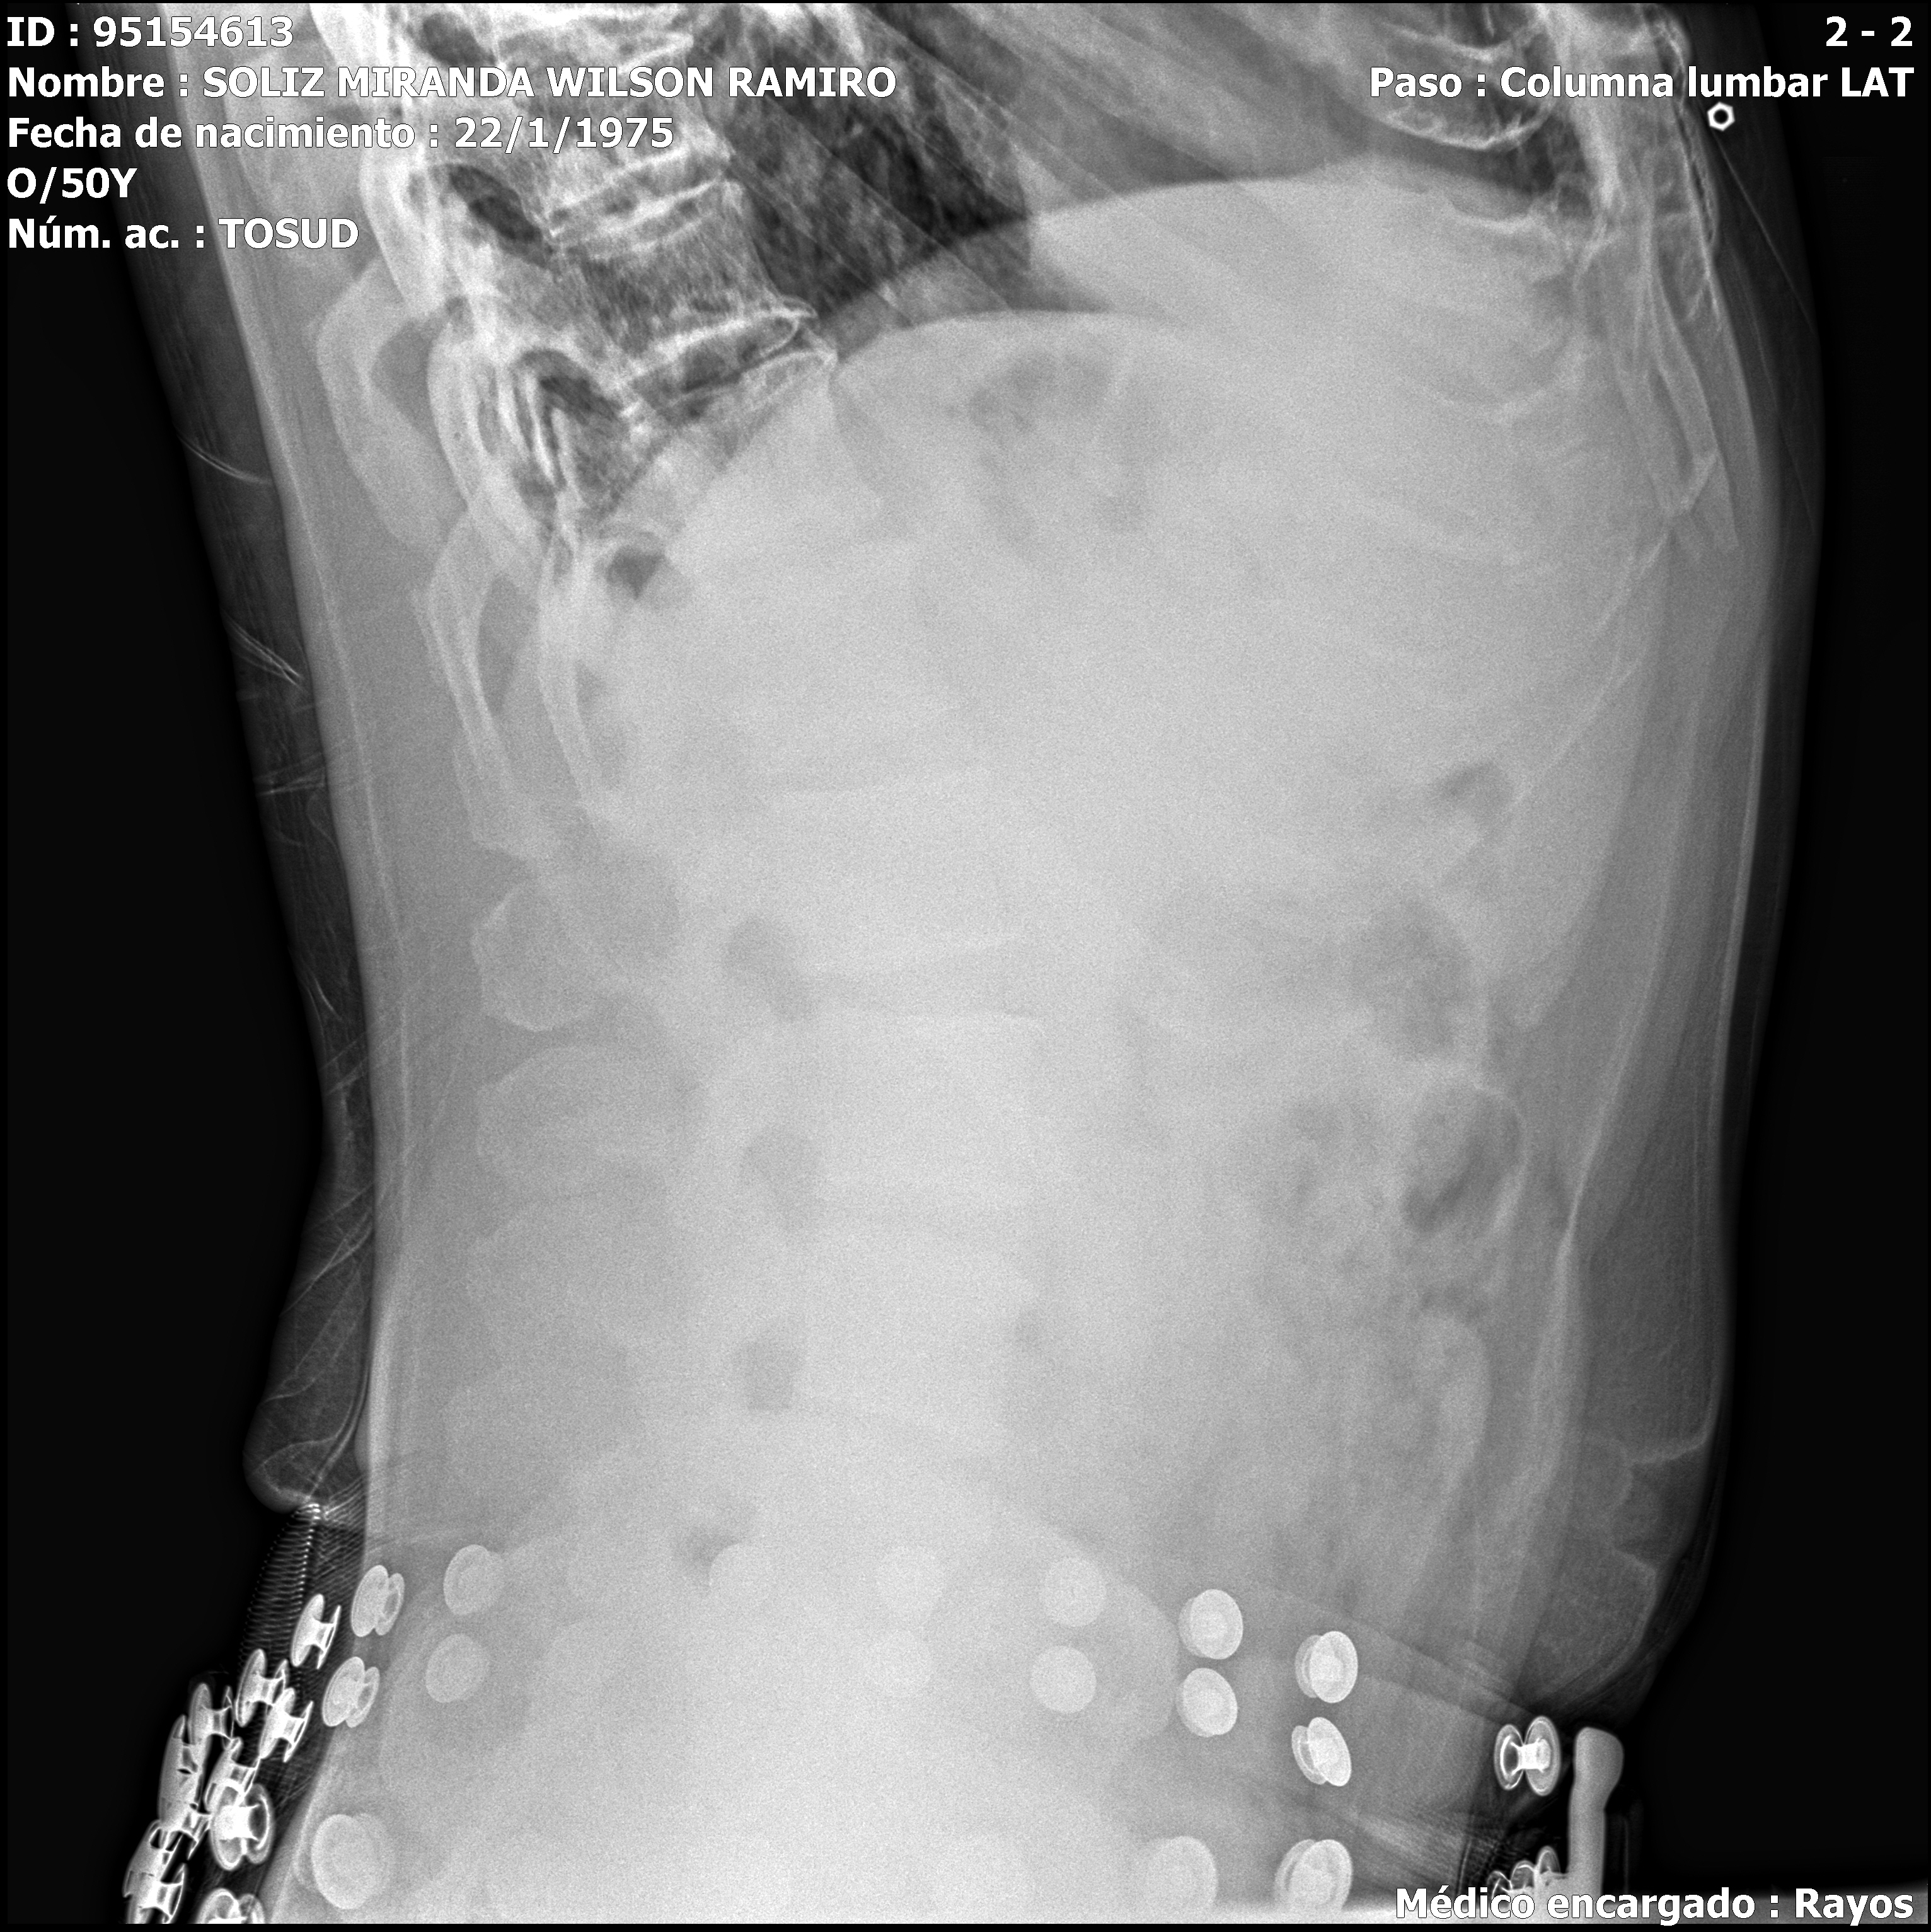 ID : 95154613
2 - 2
Nombre : SOLIZ MIRANDA WILSON RAMIRO
Paso : Columna lumbar LAT
Fecha de nacimiento : 22/1/1975
O/50Y
Núm. ac. : TOSUD
Médico encargado : Rayos